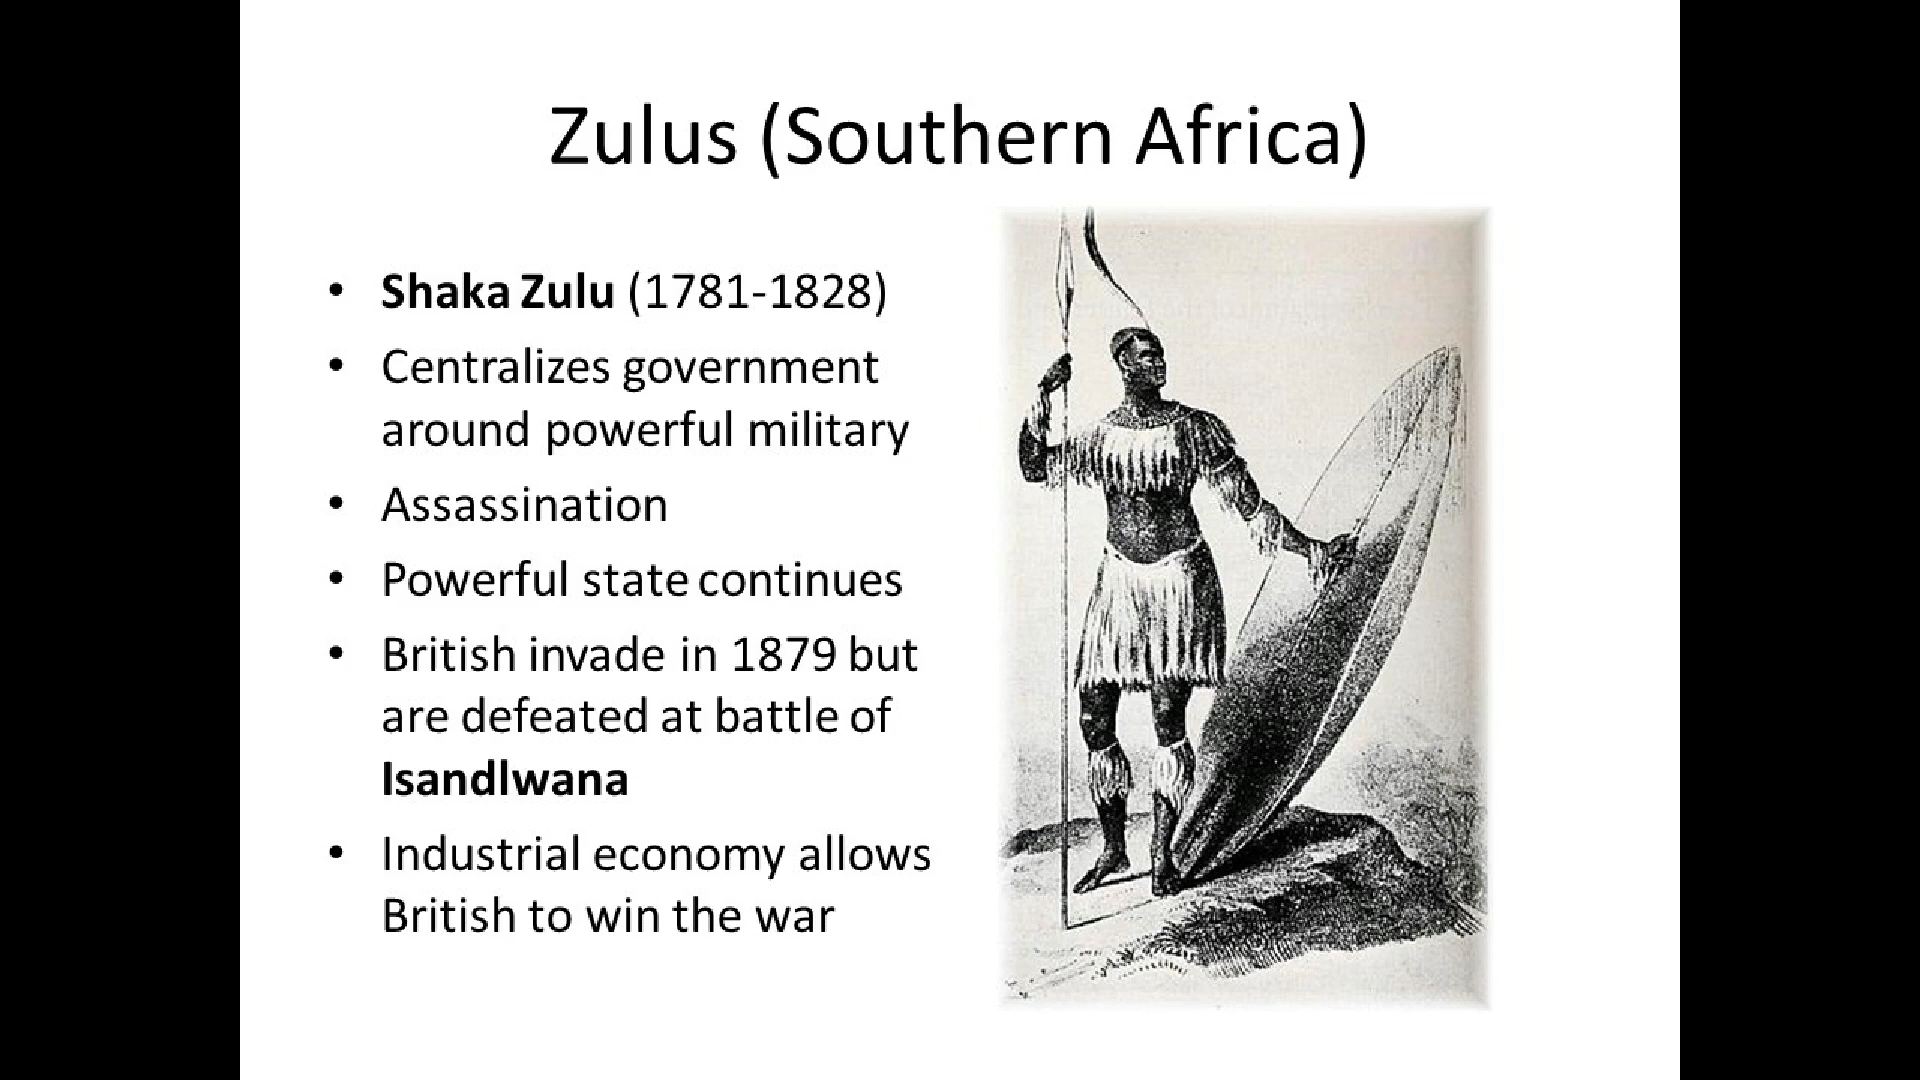 Zulus (Southern Africa)
• Shaka Zulu (1781-1828)
• Centralizes government
around powerful military
• Assassination
• Powerful state continues
• British invade in 1879 but
are defeated at battle of
Isandlwana
• Industrial economy allows
British to win the war